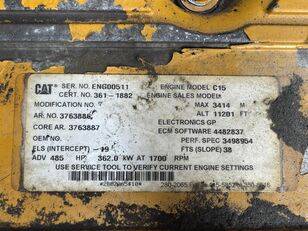 CAT SER. NO. ENG00511 ENGINE MODEL C15
CERT. NO. 361-1882 ENGINE SALES MODEL
MODIFICATION NO. MAX 3414 M
AR. NO: 3763886 ALT 11201 FT
CORE AR. 3763887 ELECTRONICS GP.
OEM NO. ECM SOFTWARE 4482837
PERF. SPEC 3498954
FLS (INTERCEPT) -19 FTS (SLOPE) 38
ADV 485 HP 362.0 kW AT 1700 RPM
USE SERVICE TOOL TO VERIFY CURRENT ENGINE SETTINGS
280-2065